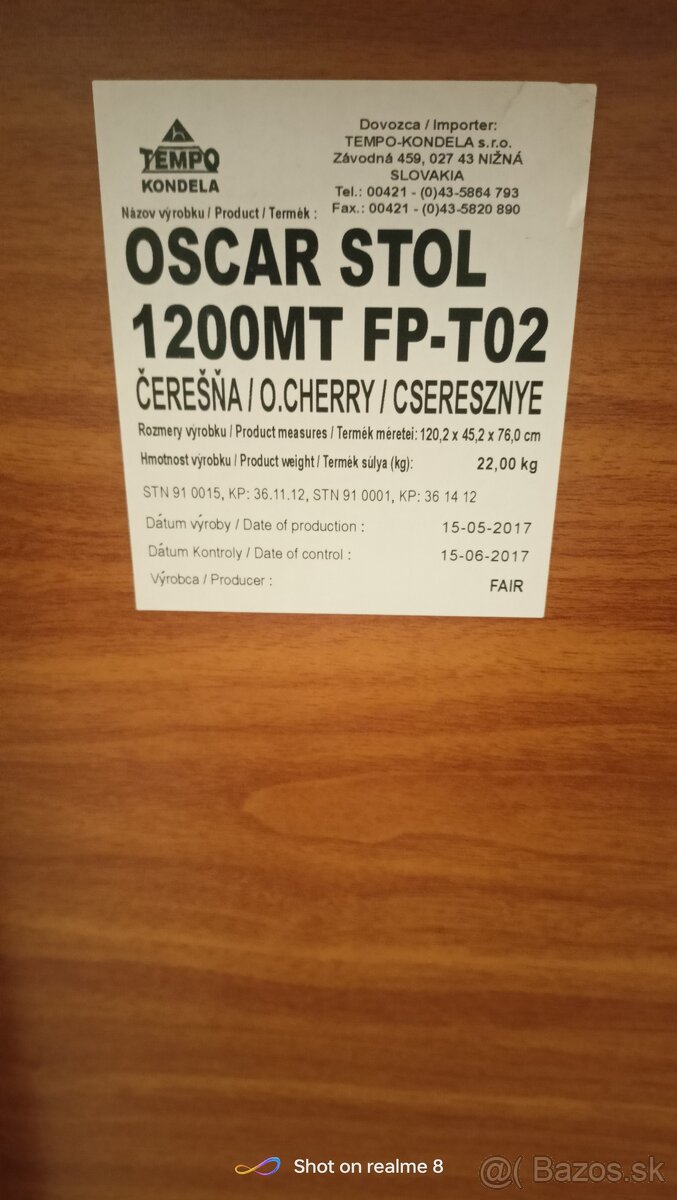 TEMPO
KONDELA
Dovozca / Importer:
TEMPO-KONDELA s.r.o.
Závodná 459, 027 43 NIŽNÁ
SLOVAKIA
Tel.: 00421 - (0)43-5864 793
Fax.: 00421 - (0)43-5820 890
Názov výrobku / Product / Termék :
OSCAR STOL
1200MT FP-T02
ČEREŠŇA / O.CHERRY / CSERESZNYE
Rozmery výrobku / Product measures / Termék méretei: 120,2 x 45,2 x 76,0 cm
Hmotnost výrobku / Product weight / Termék súlya (kg): 22,00 kg
STN 91 0015, KP: 36.11.12, STN 91 0001, KP: 36 14 12
Dátum výroby / Date of production : 15-05-2017
Dátum Kontroly / Date of control : 15-06-2017
Výrobca / Producer : FAIR
Shot on realme 8
@( Bazos.sk